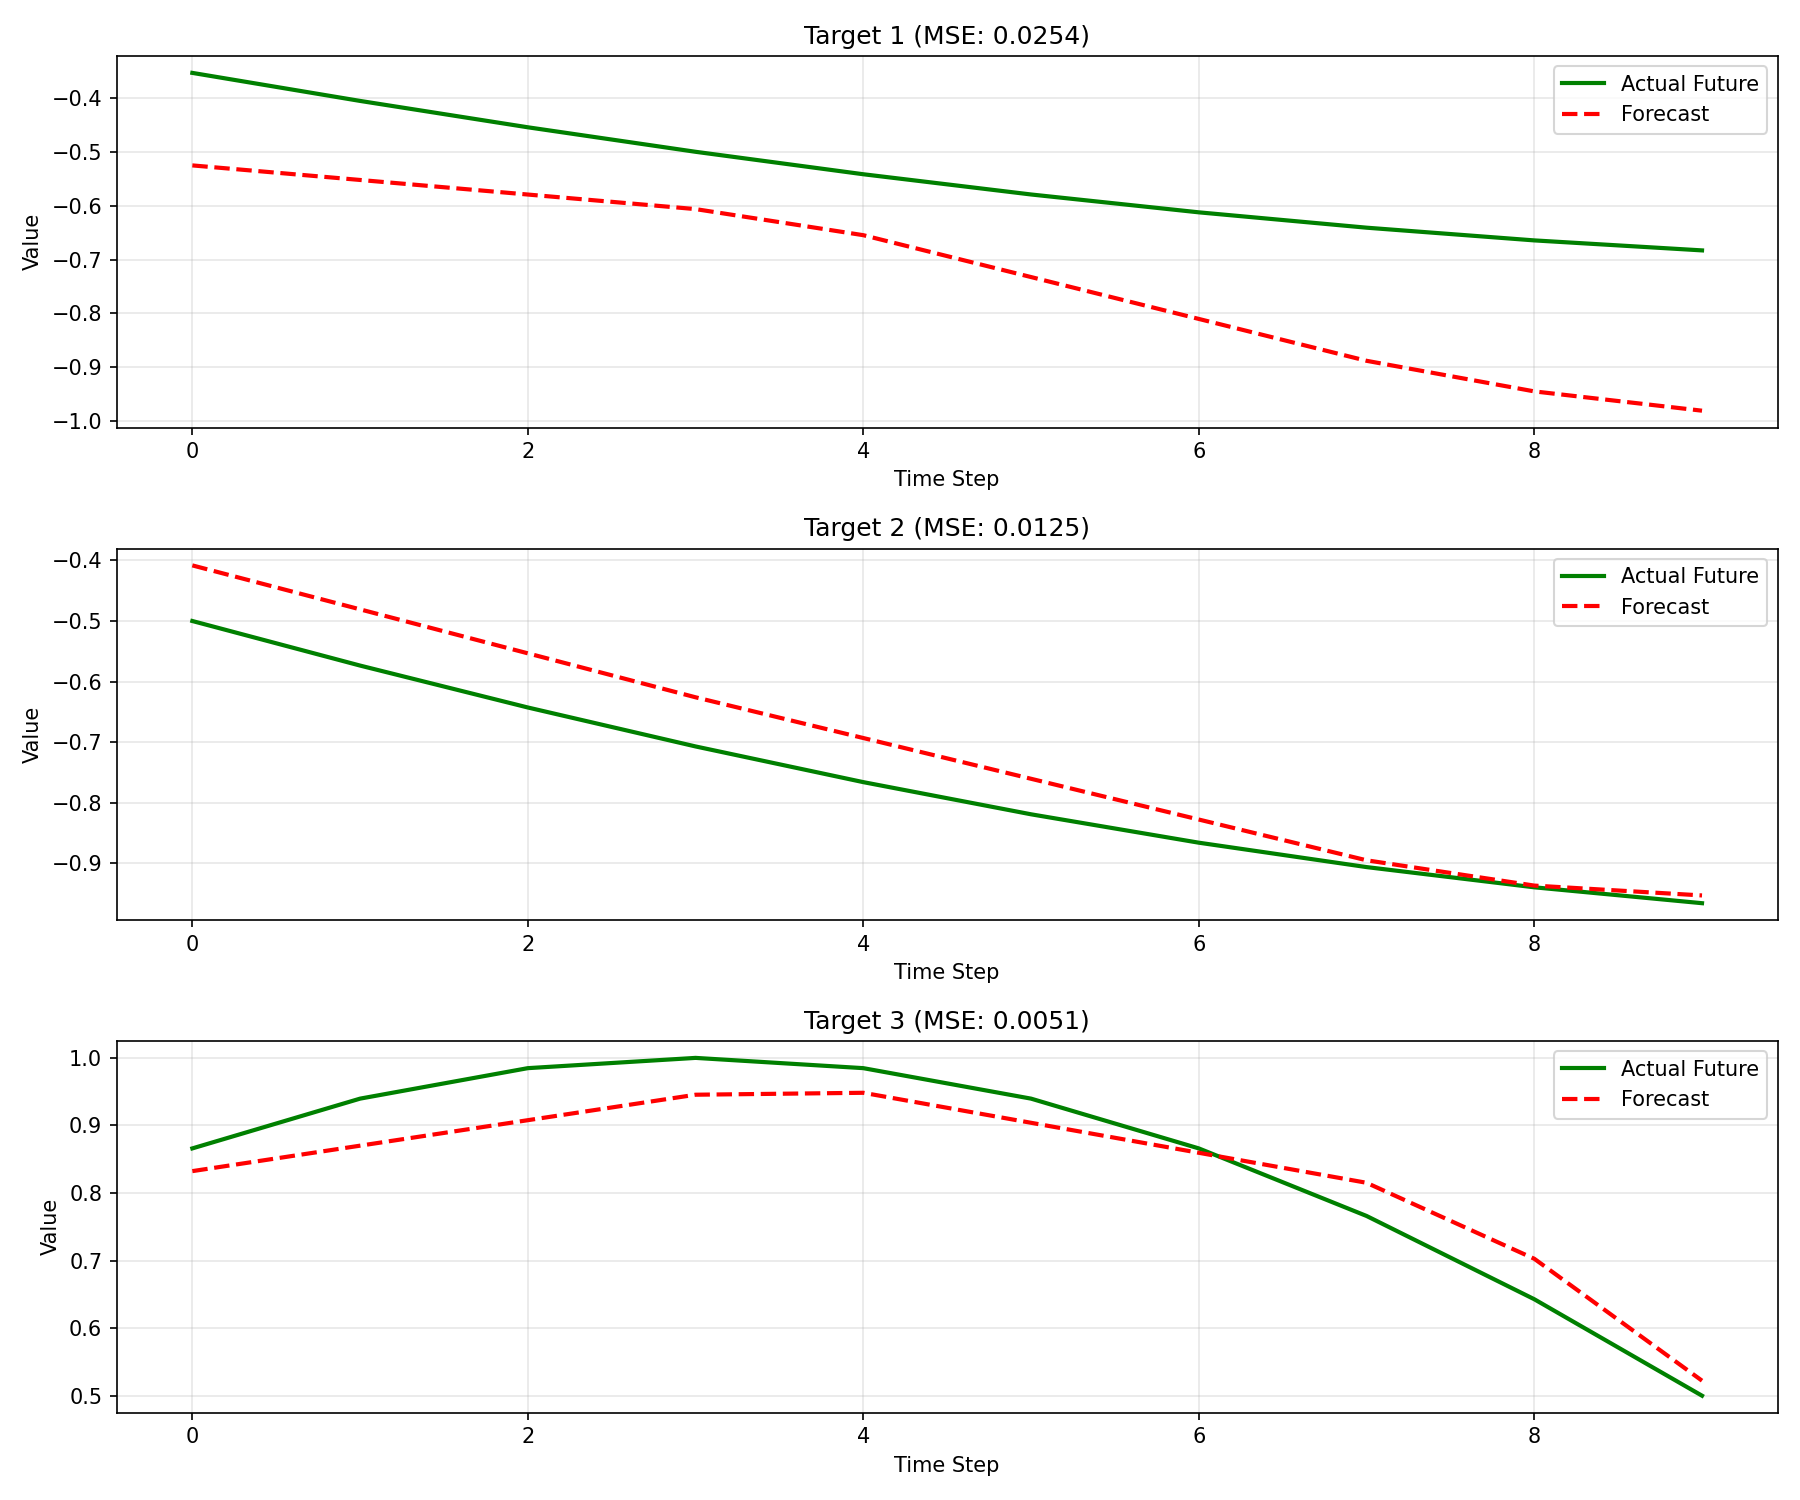 Target 1 (MSE: 0.0254)
Actual Future
Forecast
−0.4
−0.5
−0.6
−0.7
−0.8
−0.9
−1.0
Value
0 2 4 6 8
Time Step
Target 2 (MSE: 0.0125)
Actual Future
Forecast
−0.4
−0.5
−0.6
−0.7
−0.8
−0.9
Value
0 2 4 6 8
Time Step
Target 3 (MSE: 0.0051)
Actual Future
Forecast
1.0
0.9
0.8
0.7
0.6
0.5
Value
0 2 4 6 8
Time Step